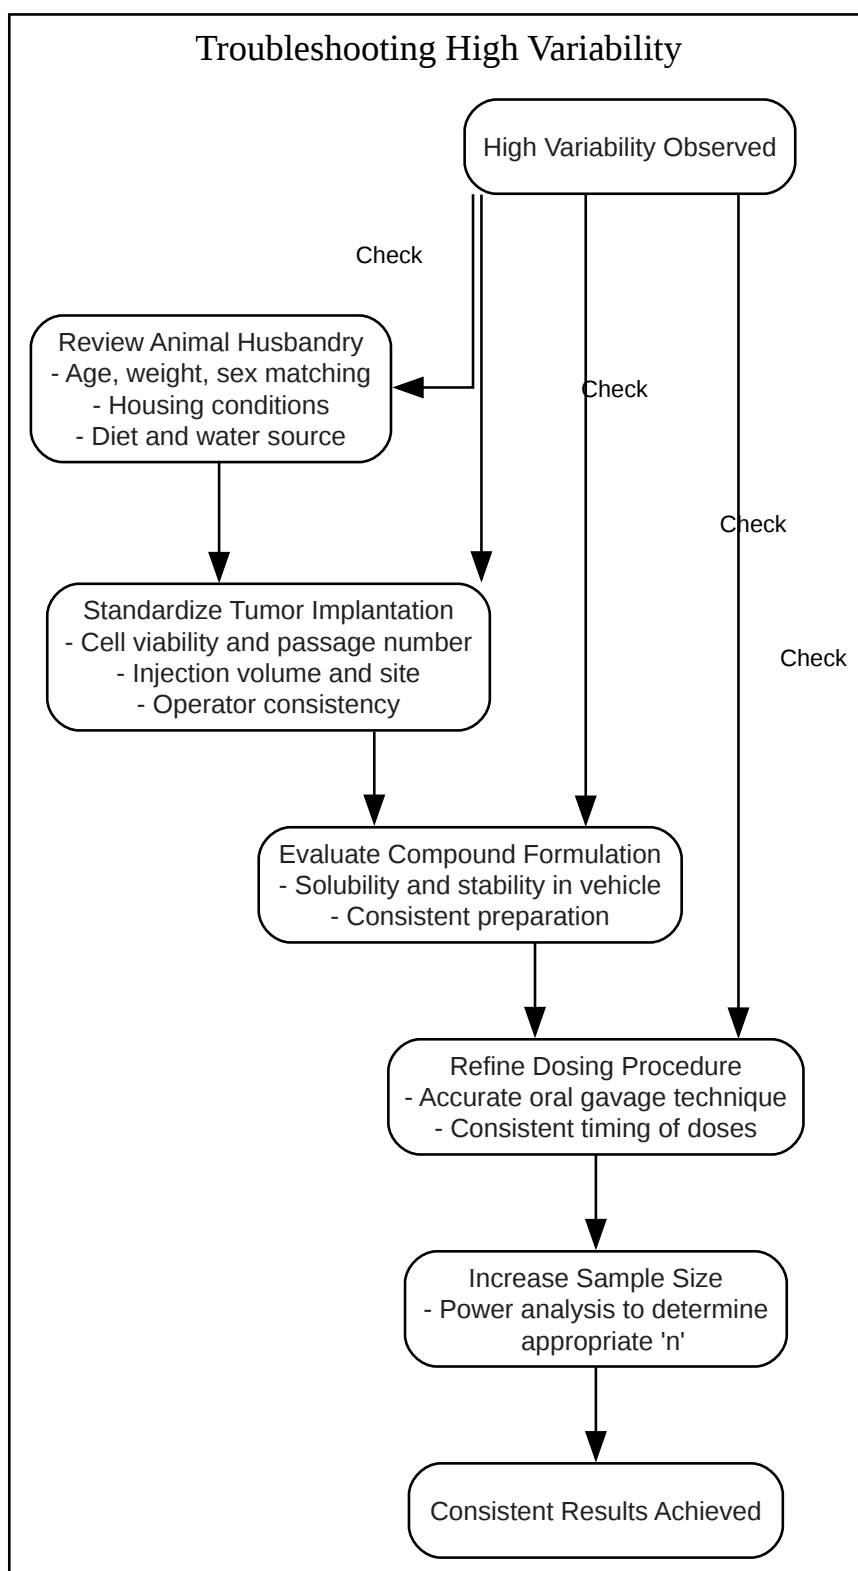 Troubleshooting High Variability
High Variability Observed
Check
Review Animal Husbandry
- Age, weight, sex matching
- Housing conditions
- Diet and water source
Check
Check
Standardize Tumor Implantation
- Cell viability and passage number
- Injection volume and site
- Operator consistency
Check
Evaluate Compound Formulation
- Solubility and stability in vehicle
- Consistent preparation
Refine Dosing Procedure
- Accurate oral gavage technique
- Consistent timing of doses
Increase Sample Size
- Power analysis to determine
appropriate 'n'
Consistent Results Achieved